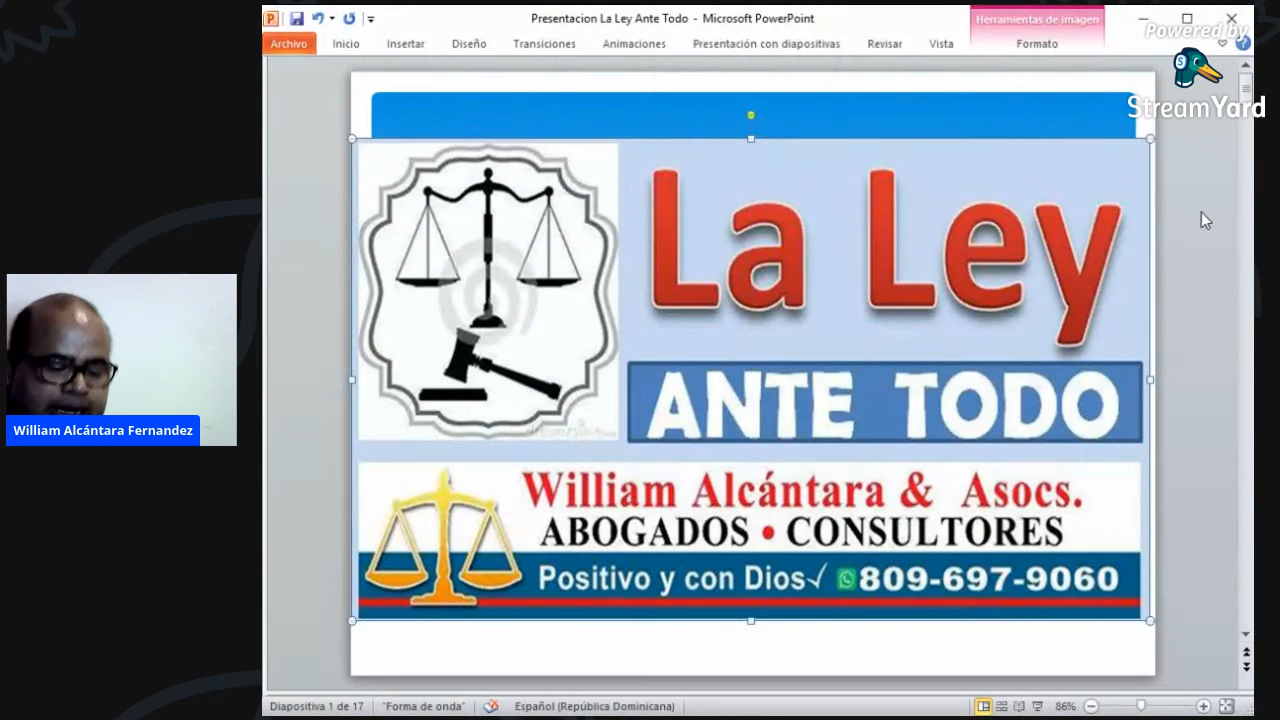 Presentacion La Ley Ante Todo - Microsoft PowerPoint
Herramientas de imagen
Powered by
Archivo
Inicio
Insertar
Diseño
Transiciones
Animaciones
Presentación con diapositivas
Revisar
Vista
Formato
StreamYard
La Ley
ANTE TODO
William Alcántara & Asocs.
ABOGADOS • CONSULTORES
Positivo y con Dios✓ 809-697-9060
William Alcántara Fernandez
Diapositiva 1 de 17
"Forma de onda"
Español (República Dominicana)
86%